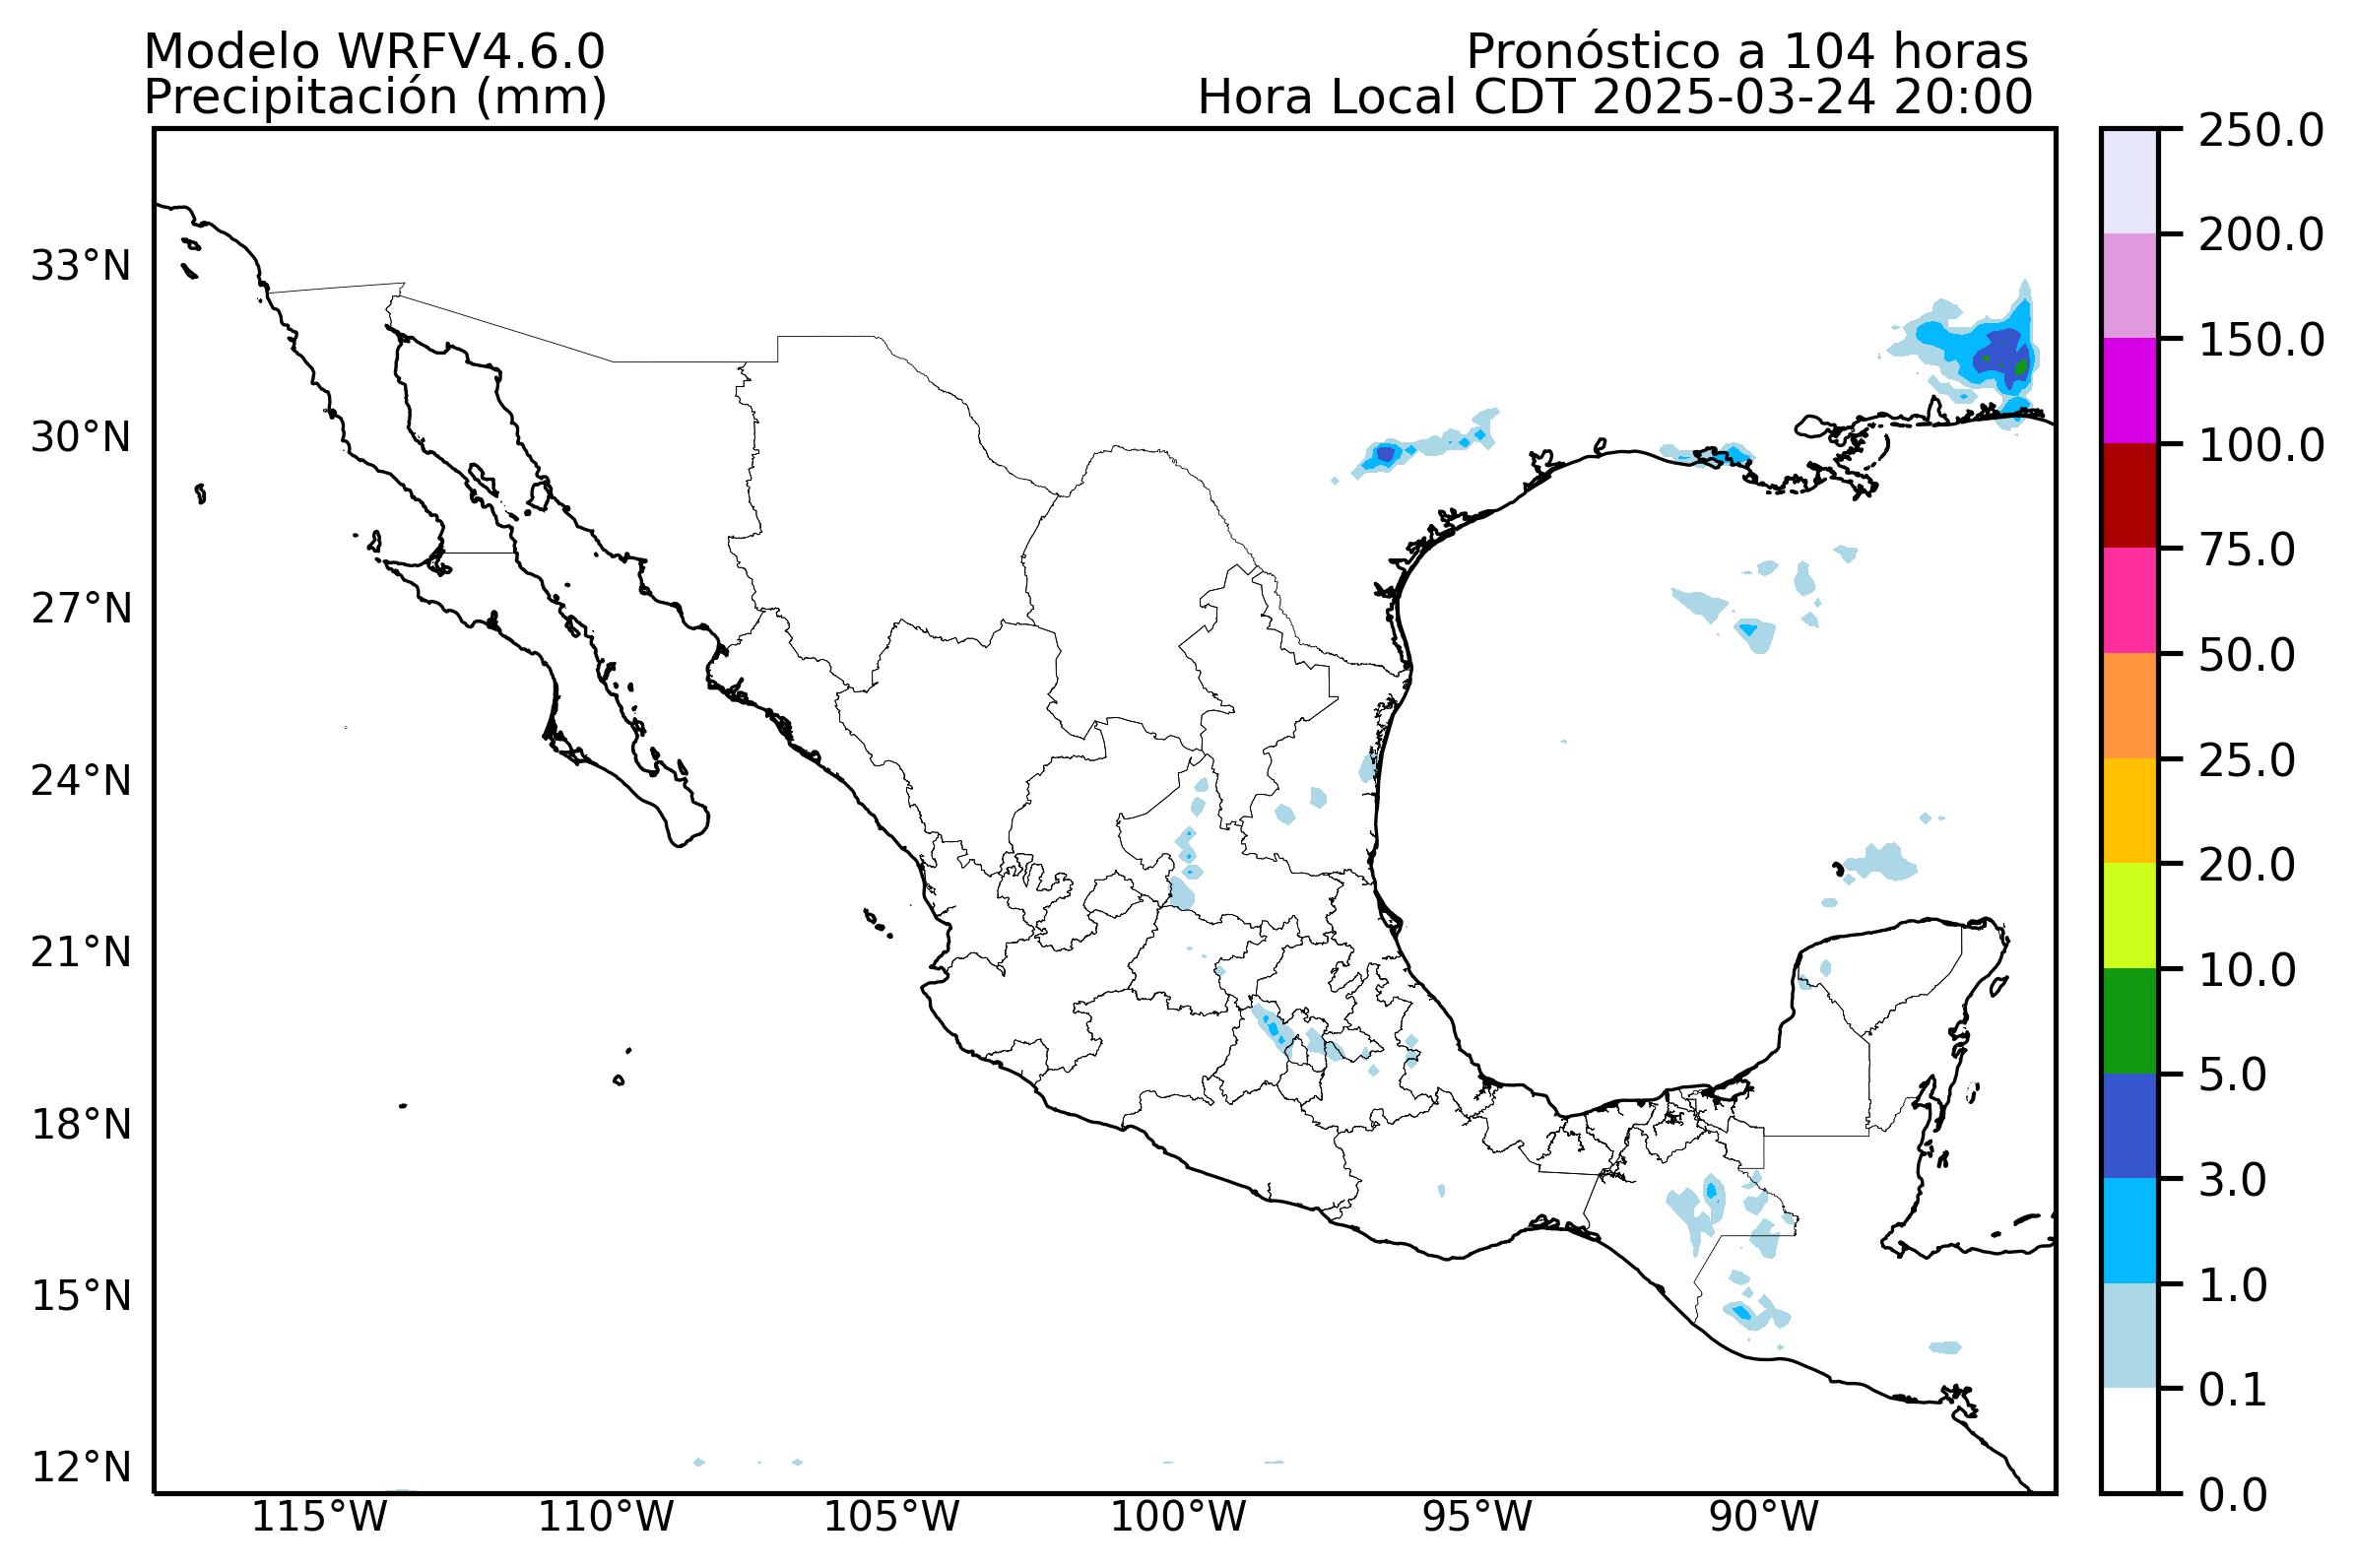 Modelo WRFV4.6.0
Pronóstico a 104 horas
Precipitación (mm)
Hora Local CDT 2025-03-24 20:00
33°N
30°N
27°N
24°N
21°N
18°N
15°N
12°N
115°W
110°W
105°W
100°W
95°W
90°W
250.0
200.0
150.0
100.0
75.0
50.0
25.0
20.0
10.0
5.0
3.0
1.0
0.1
0.0